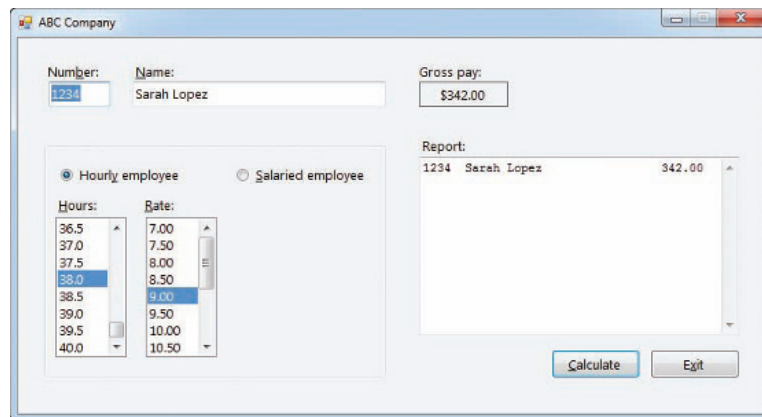 ABC Company
Number: Name: Gross pay:
1234 Sarah Lopez $342.00
Report:
1234 Sarah Lopez 342.00
Hourly employee Salaried employee
Hours: Rate:
36.5 7.00
37.0 7.50
37.5 8.00
38.0 8.50
38.5 9.00
39.0 9.50
39.5 10.00
40.0 10.50
Calculate Exit